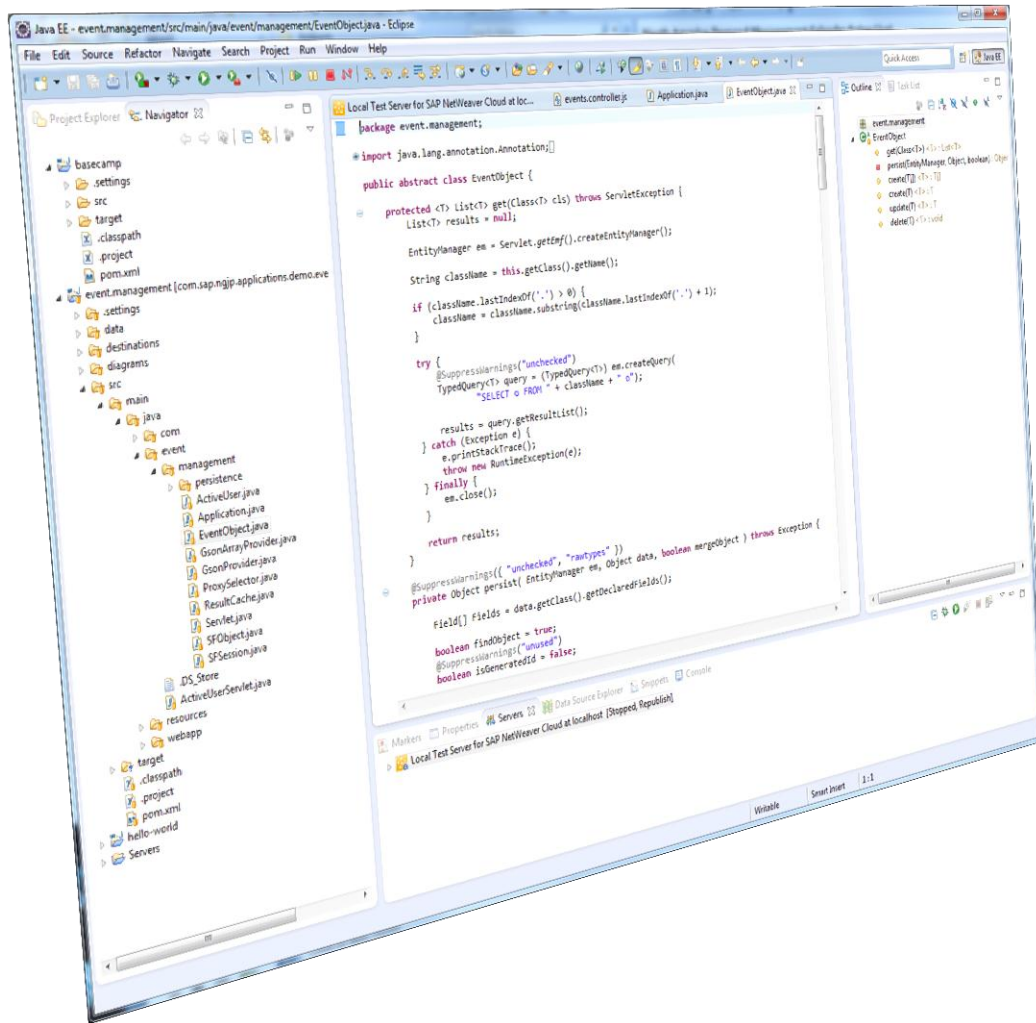 Java EE - event.management/src/main/java/event/management/EventObject.java - Eclipse
File Edit Source Refactor Navigate Search Project Run Window Help
Quick Access
Java EE
Project Explorer
Navigator
basecamp
.settings
src
target
.classpath
.project
pom.xml
event.management [com.sap.ngjp.applications.demo.eve
.settings
data
destinations
diagrams
src
main
java
com
event
management
persistence
ActiveUser.java
Application.java
EventObject.java
GsonArrayProvider.java
GsonProvider.java
ProxySelector.java
ResultCache.java
Servlet.java
SFObject.java
SFSession.java
.DS_Store
ActiveUserServlet.java
resources
webapp
target
.classpath
.project
pom.xml
hello-world
Servers
Local Test Server for SAP NetWeaver Cloud at loc...
events.controller.js
Application.java
EventObject.java
package event.management;
import java.lang.annotation.Annotation;
public abstract class EventObject {
protected <T> List<T> get(Class<T> cls) throws ServletException {
List<T> results = null;
EntityManager em = Servlet.getEmf().createEntityManager();
String className = this.getClass().getName();
if (className.lastIndexOf('.') > 0) {
className = className.substring(className.lastIndexOf('.') + 1);
}
try {
@SuppressWarnings("unchecked")
TypedQuery<T> query = (TypedQuery<T>) em.createQuery(
"SELECT o FROM " + className + " o");
results = query.getResultList();
} catch (Exception e) {
e.printStackTrace();
throw new RuntimeException(e);
} finally {
em.close();
}
return results;
}
@SuppressWarnings({ "unchecked", "rawtypes" })
private Object persist( EntityManager em, Object data, boolean mergeObject ) throws Exception {
Field[] Fields = data.getClass().getDeclaredFields();
boolean findObject = true;
@SuppressWarnings("unused")
boolean isGeneratedId = false;
Outline
Task List
event.management
EventObject
get(Class<T>) <T> : List<T>
persist(EntityManager, Object, boolean) : Objec
create(T[]) <T> : T[]
create(T) <T> : T
update(T) <T> : T
delete(T) <T> : void
Markers
Properties
Servers
Data Source Explorer
Snippets
Console
Local Test Server for SAP NetWeaver Cloud at localhost [Stopped, Republish]
Writable
Smart Insert
1:1